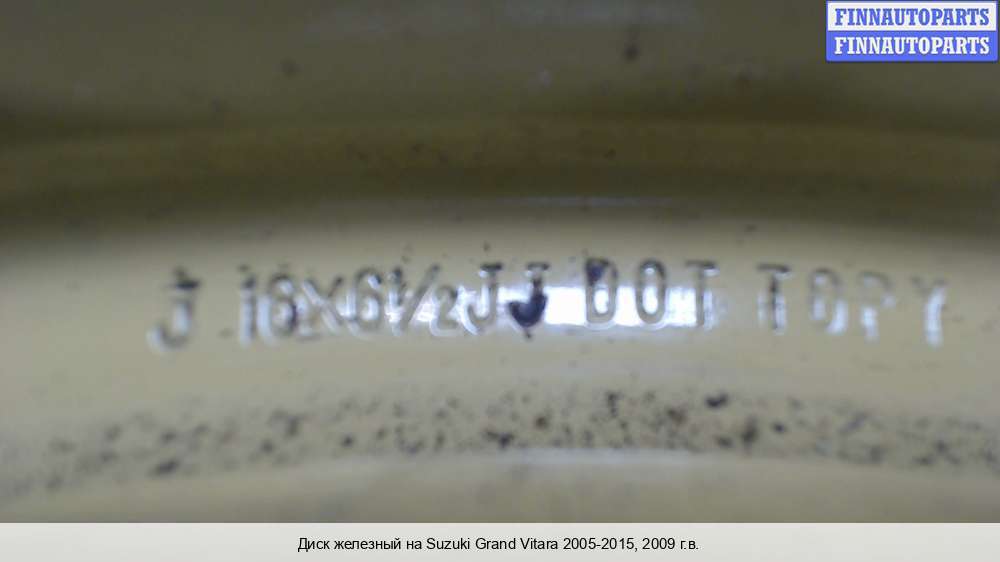 FINNAUTOPARTS
FINNAUTOPARTS
J 16X6½JJ DOT TOPY
Диск железный на Suzuki Grand Vitara 2005-2015, 2009 г.в.